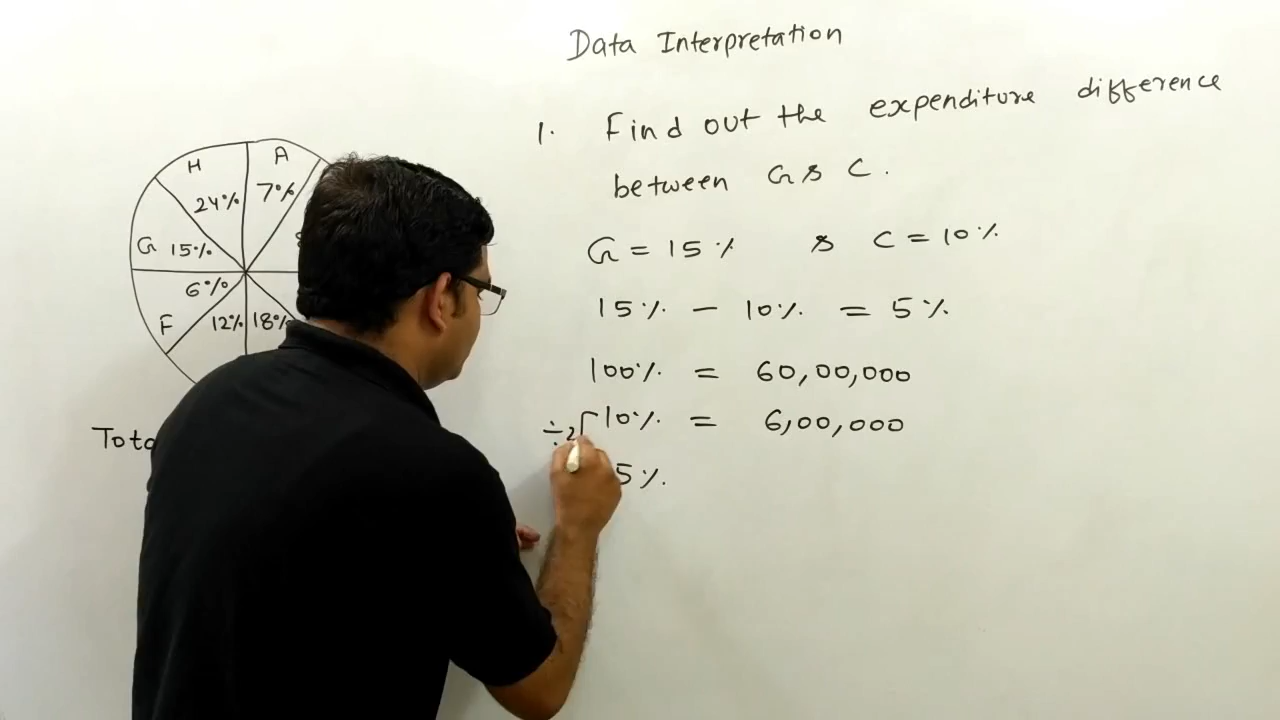 Data Interpretation
1. Find out the expenditure difference
between G & C.
G = 15% & C = 10%
15% - 10% = 5%
100% = 60,00,000
÷2 10% = 6,00,000
5%
H
A
24%
7%
G 15%
6%
F
12%
18%